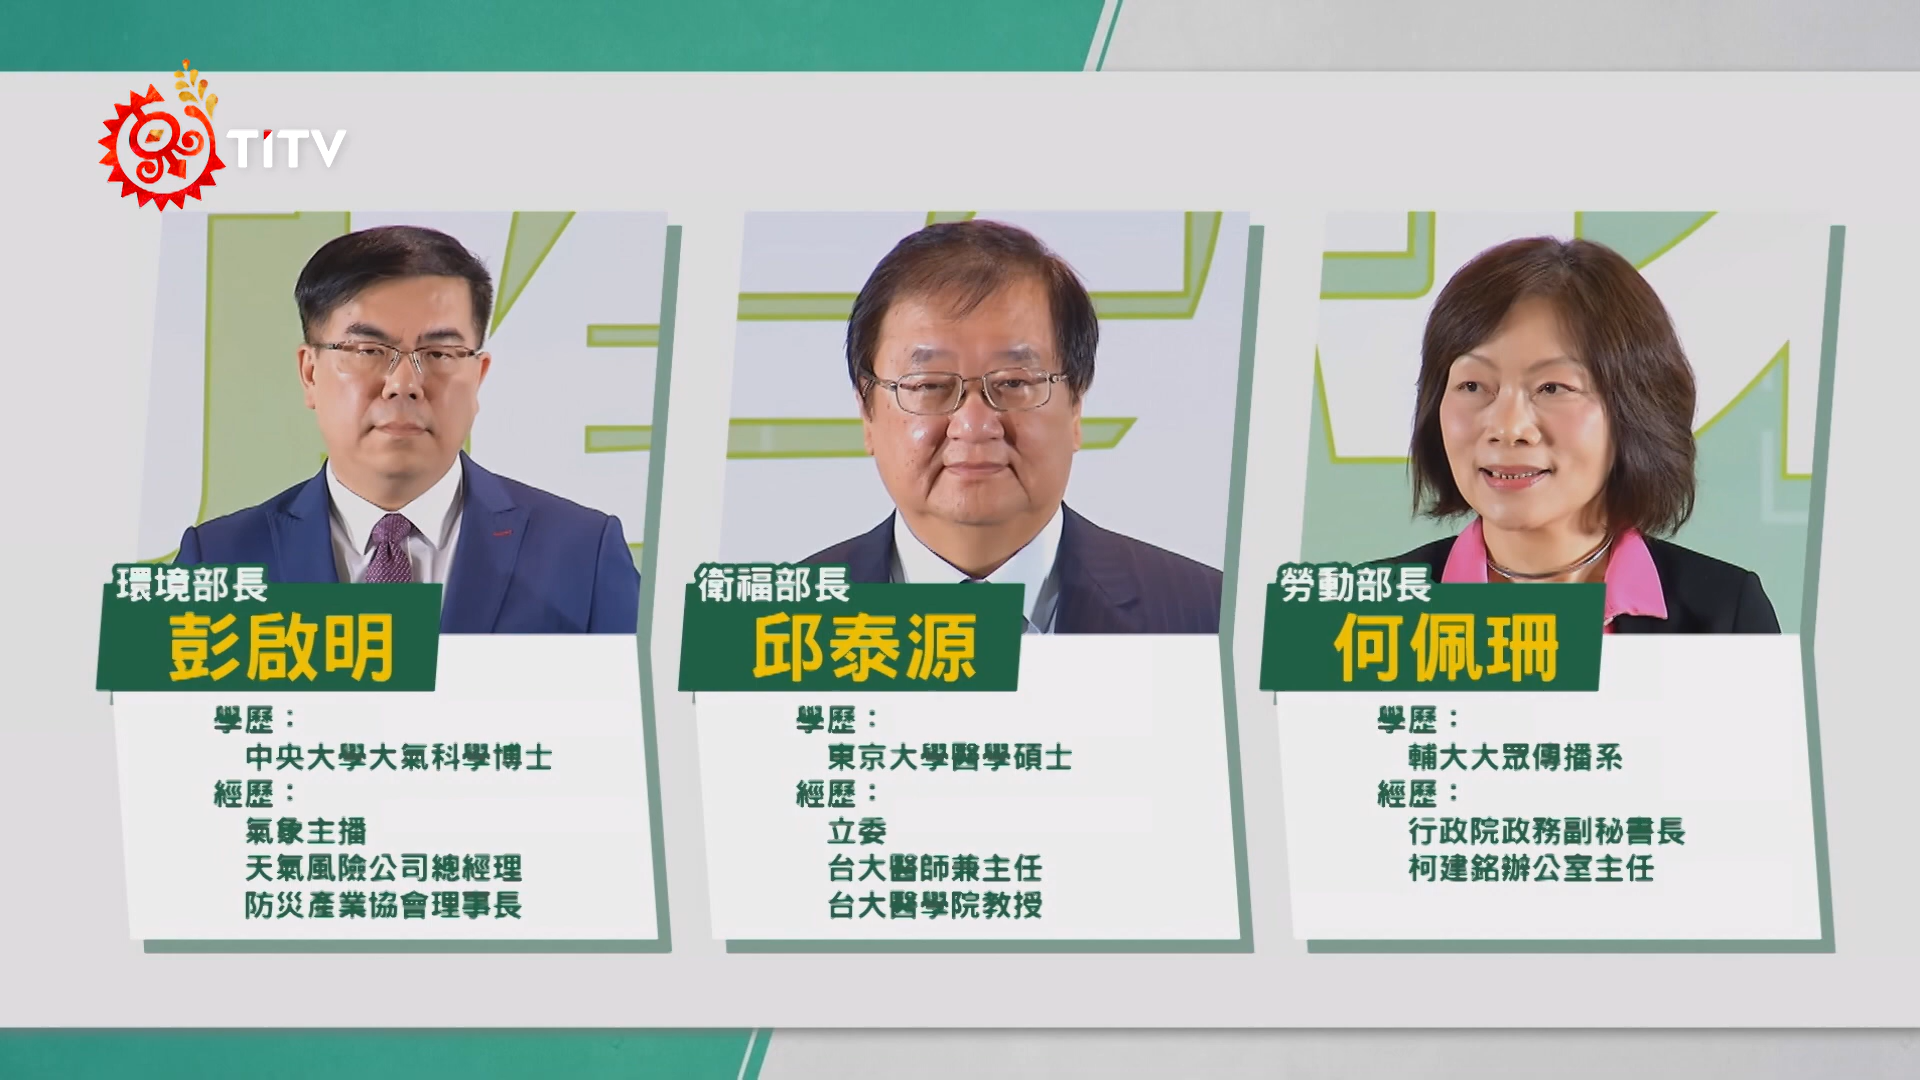 TiTV
環境部長
彭啟明
學歷：
中央大學大氣科學博士
經歷：
氣象主播
天氣風險公司總經理
防災產業協會理事長
衛福部長
邱泰源
學歷：
東京大學醫學碩士
經歷：
立委
台大醫師兼主任
台大醫學院教授
勞動部長
何佩珊
學歷：
輔大大眾傳播系
經歷：
行政院政務副秘書長
柯建銘辦公室主任